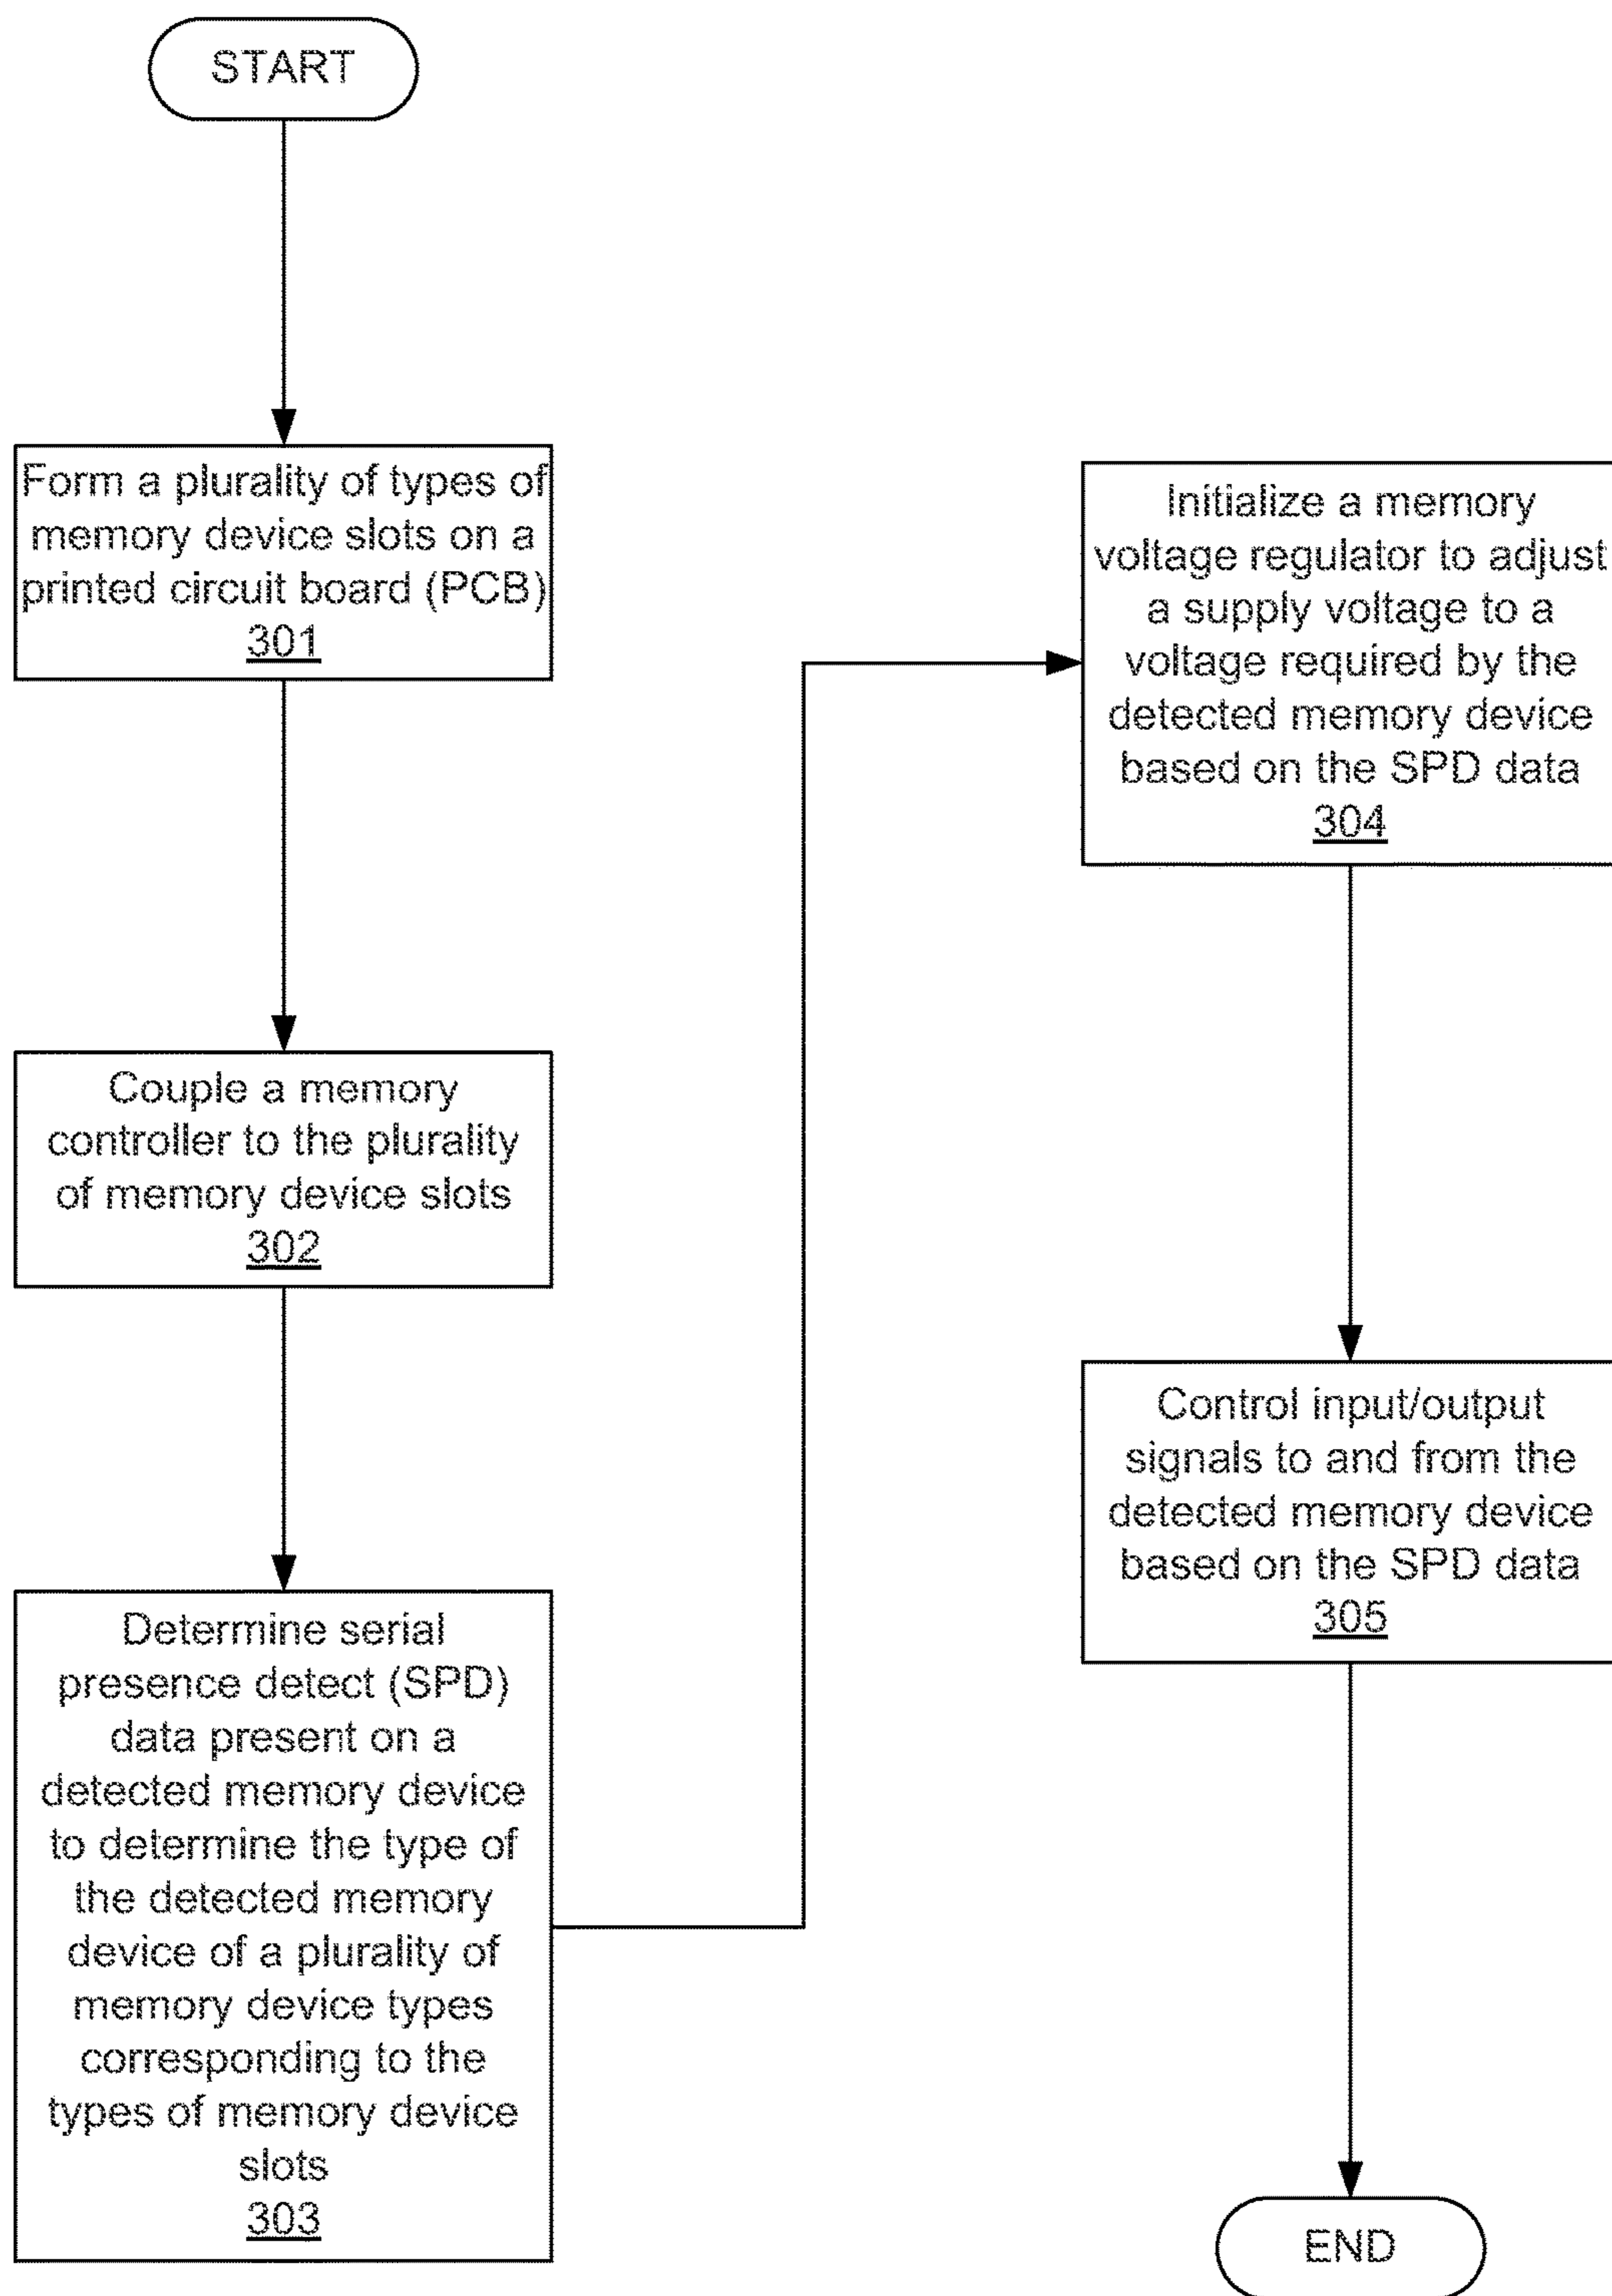 START
Form a plurality of types of
memory device slots on a
printed circuit board (PCB)
301
Couple a memory
controller to the plurality
of memory device slots
302
Determine serial
presence detect (SPD)
data present on a
detected memory device
to determine the type of
the detected memory
device of a plurality of
memory device types
corresponding to the
types of memory device
slots
303
Initialize a memory
voltage regulator to adjust
a supply voltage to a
voltage required by the
detected memory device
based on the SPD data
304
Control input/output
signals to and from the
detected memory device
based on the SPD data
305
END